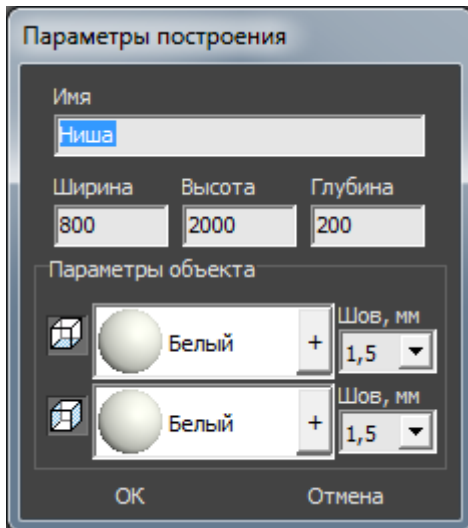 Параметры построения
Имя
Ниша
Ширина Высота Глубина
800 2000 200
Параметры объекта
Шов, мм
Белый + 1,5
Шов, мм
Белый + 1,5
ОК Отмена